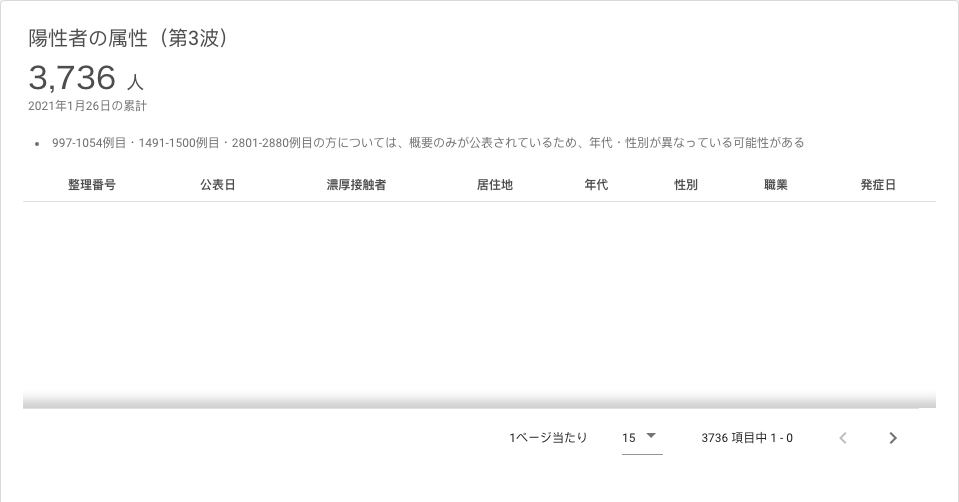 陽性者の属性（第3波）
3,736 人
2021年1月26日の累計
• 997-1054例目・1491-1500例目・2801-2880例目の方については、概要のみが公表されているため、年代・性別が異なっている可能性がある
整理番号 公表日 濃厚接触者 居住地 年代 性別 職業 発症日
1ページ当たり 15 3736 項目中 1 - 0